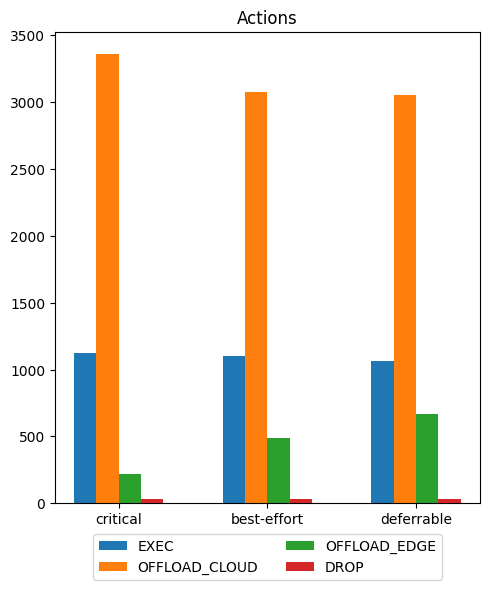 Actions
3500
3000
2500
2000
1500
1000
500
0
critical best-effort deferrable
EXEC OFFLOAD_EDGE
OFFLOAD_CLOUD DROP